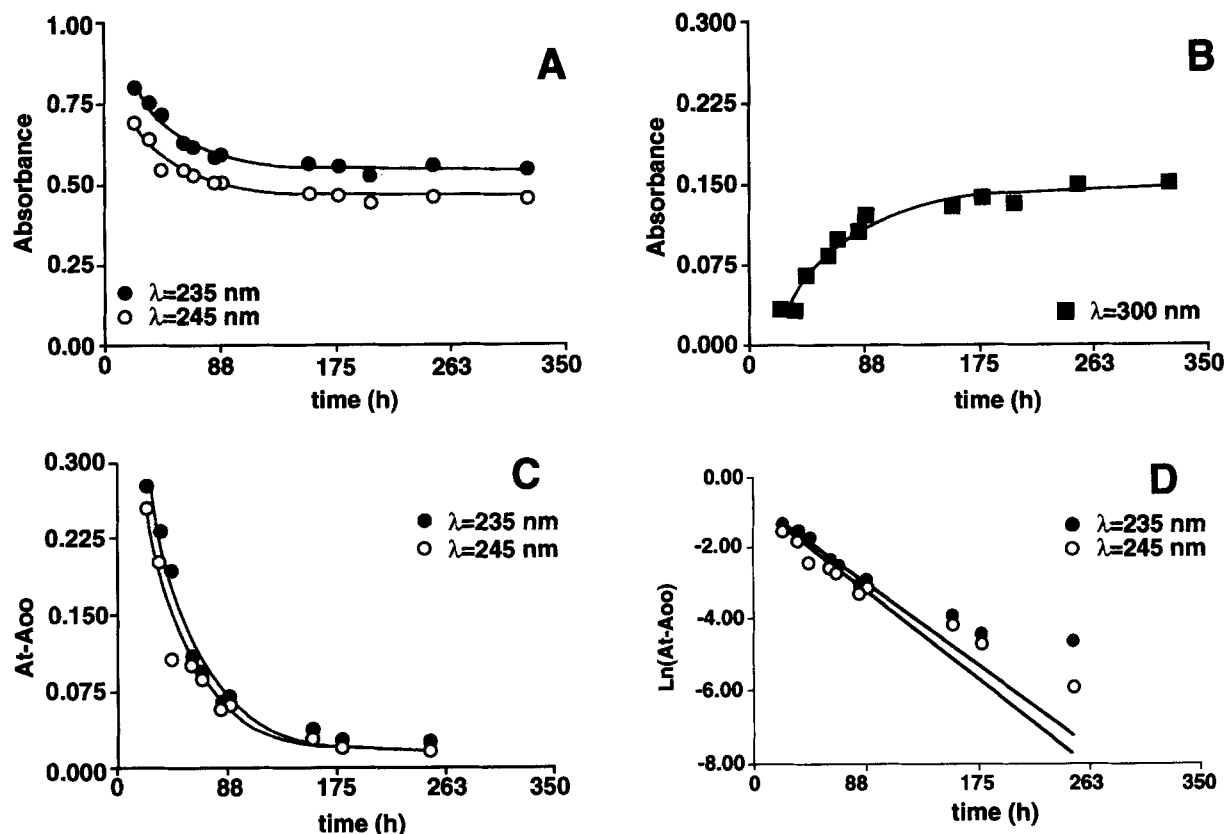 A
Absorbance
1.00
0.75
0.50
0.25
0.00
λ=235 nm
λ=245 nm
0 88 175 263 350
time (h)
B
Absorbance
0.300
0.225
0.150
0.075
0.000
λ=300 nm
0 88 175 263 350
time (h)
C
At-Aoo
0.300
0.225
0.150
0.075
0.000
λ=235 nm
λ=245 nm
0 88 175 263 350
time (h)
D
Ln(At-Aoo)
0.00
-2.00
-4.00
-6.00
-8.00
λ=235 nm
λ=245 nm
0 88 175 263 350
time (h)